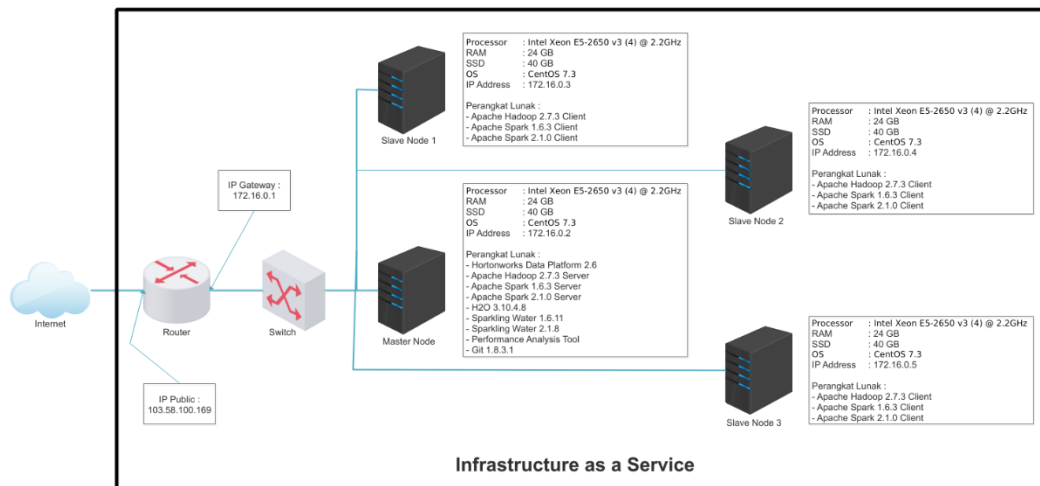 Internet
Router
IP Public :
103.58.100.169
IP Gateway :
172.16.0.1
Switch
Slave Node 1
Processor : Intel Xeon E5-2650 v3 (4) @ 2.2GHz
RAM : 24 GB
SSD : 40 GB
OS : CentOS 7.3
IP Address : 172.16.0.3
Perangkat Lunak :
- Apache Hadoop 2.7.3 Client
- Apache Spark 1.6.3 Client
- Apache Spark 2.1.0 Client
Master Node
Processor : Intel Xeon E5-2650 v3 (4) @ 2.2GHz
RAM : 24 GB
SSD : 40 GB
OS : CentOS 7.3
IP Address : 172.16.0.2
Perangkat Lunak :
- Hortonworks Data Platform 2.6
- Apache Hadoop 2.7.3 Server
- Apache Spark 1.6.3 Server
- Apache Spark 2.1.0 Server
- H2O 3.10.4.8
- Sparkling Water 1.6.11
- Sparkling Water 2.1.8
- Performance Analysis Tool
- Git 1.8.3.1
Slave Node 2
Processor : Intel Xeon E5-2650 v3 (4) @ 2.2GHz
RAM : 24 GB
SSD : 40 GB
OS : CentOS 7.3
IP Address : 172.16.0.4
Perangkat Lunak :
- Apache Hadoop 2.7.3 Client
- Apache Spark 1.6.3 Client
- Apache Spark 2.1.0 Client
Slave Node 3
Processor : Intel Xeon E5-2650 v3 (4) @ 2.2GHz
RAM : 24 GB
SSD : 40 GB
OS : CentOS 7.3
IP Address : 172.16.0.5
Perangkat Lunak :
- Apache Hadoop 2.7.3 Client
- Apache Spark 1.6.3 Client
- Apache Spark 2.1.0 Client
Infrastructure as a Service